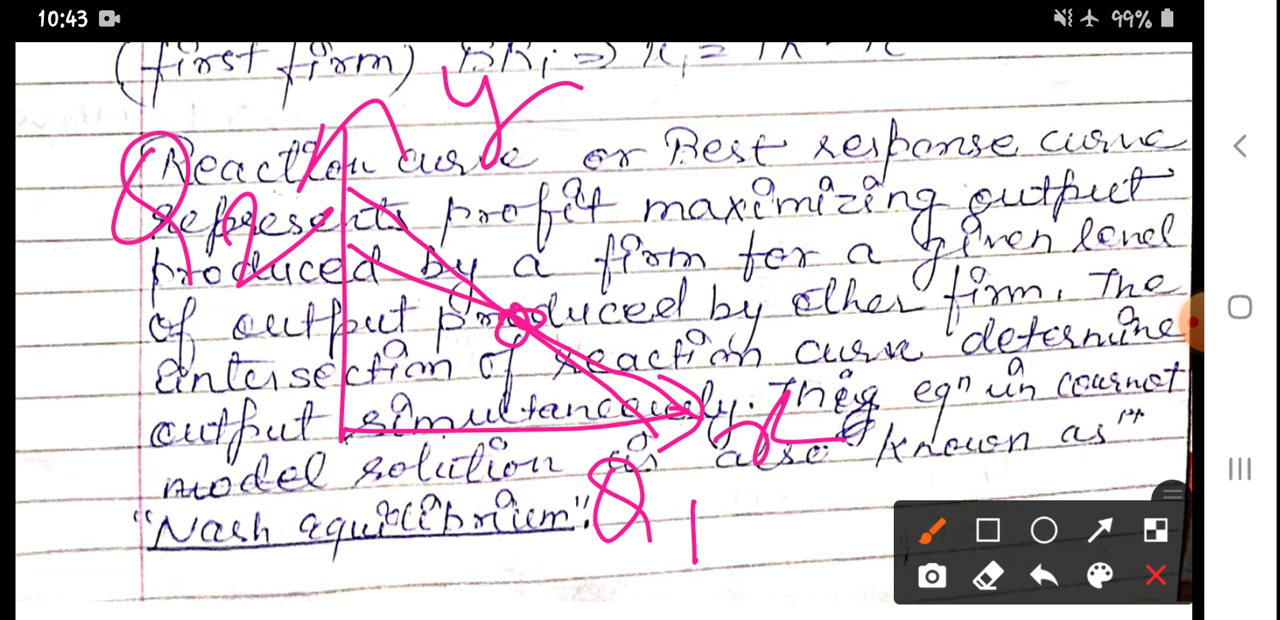 10:43 99%
(first firm)
Reaction curve or Best response curve
represents profit maximizing output
produced by a firm for a given level
of output produced by other firm. The
intersection of reaction curve determine
output simultaneously. This eqn in cournot
model solution is also known as
"Nash equilibrium".
y
Q2
x
Q1